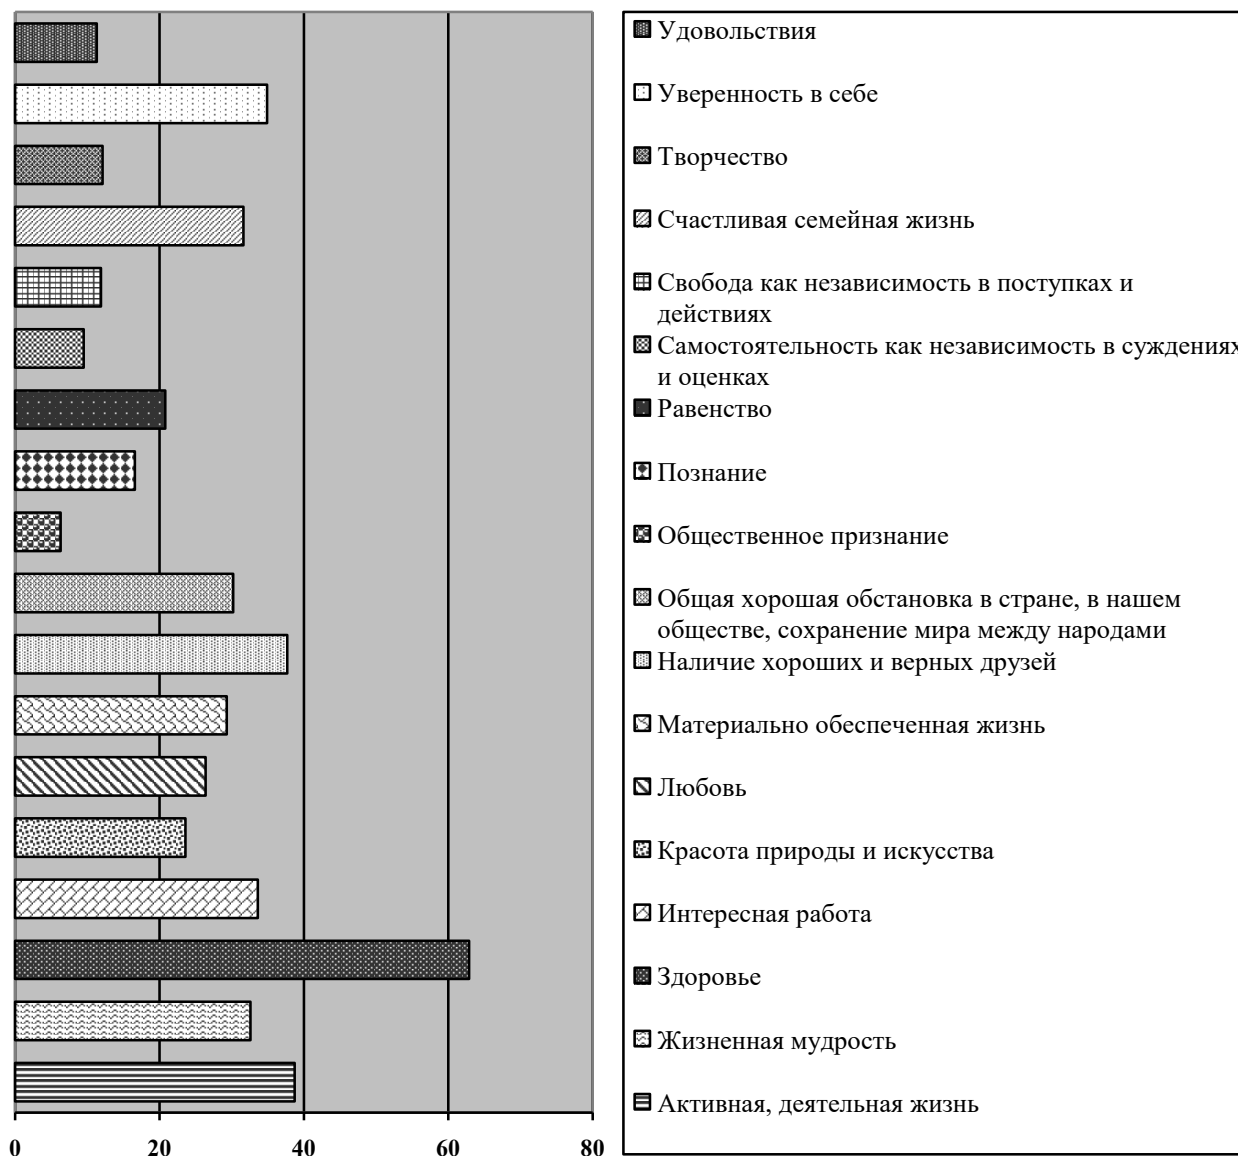 Удовольствия
Уверенность в себе
Творчество
Счастливая семейная жизнь
Свобода как независимость в поступках и
действиях
Самостоятельность как независимость в суждениях
и оценках
Равенство
Познание
Общественное признание
Общая хорошая обстановка в стране, в нашем
обществе, сохранение мира между народами
Наличие хороших и верных друзей
Материально обеспеченная жизнь
Любовь
Красота природы и искусства
Интересная работа
Здоровье
Жизненная мудрость
Активная, деятельная жизнь
0 20 40 60 80